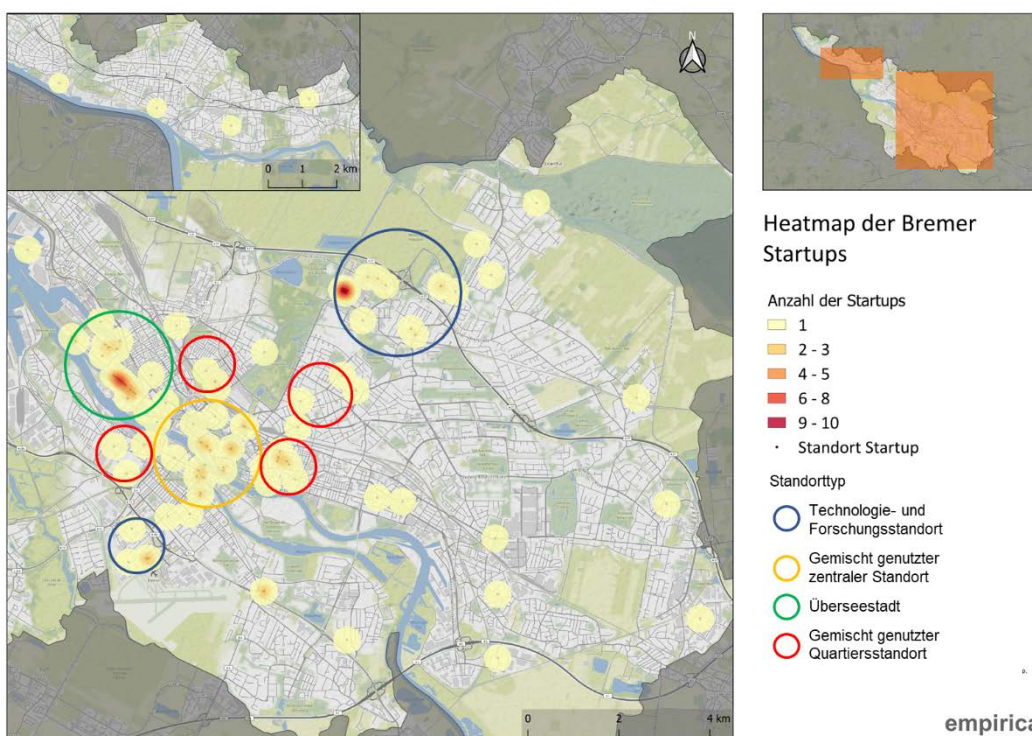 N
0 1 2 km
0 2 4 km
Heatmap der Bremer
Startups
Anzahl der Startups
1
2 - 3
4 - 5
6 - 8
9 - 10
Standort Startup
Standorttyp
Technologie- und
Forschungsstandort
Gemischt genutzter
zentraler Standort
Überseestadt
Gemischt genutzter
Quartiersstandort
empirica